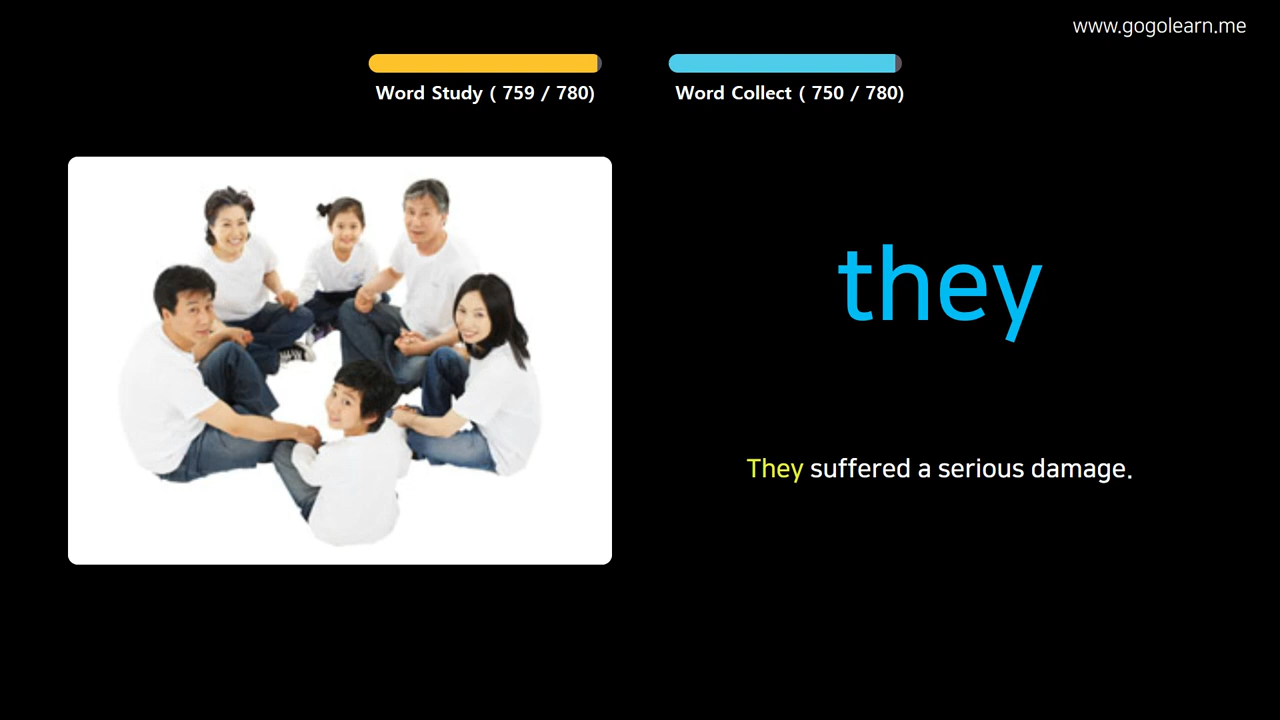 www.gogolearn.me
Word Study ( 759 / 780)
Word Collect ( 750 / 780)
they
They suffered a serious damage.